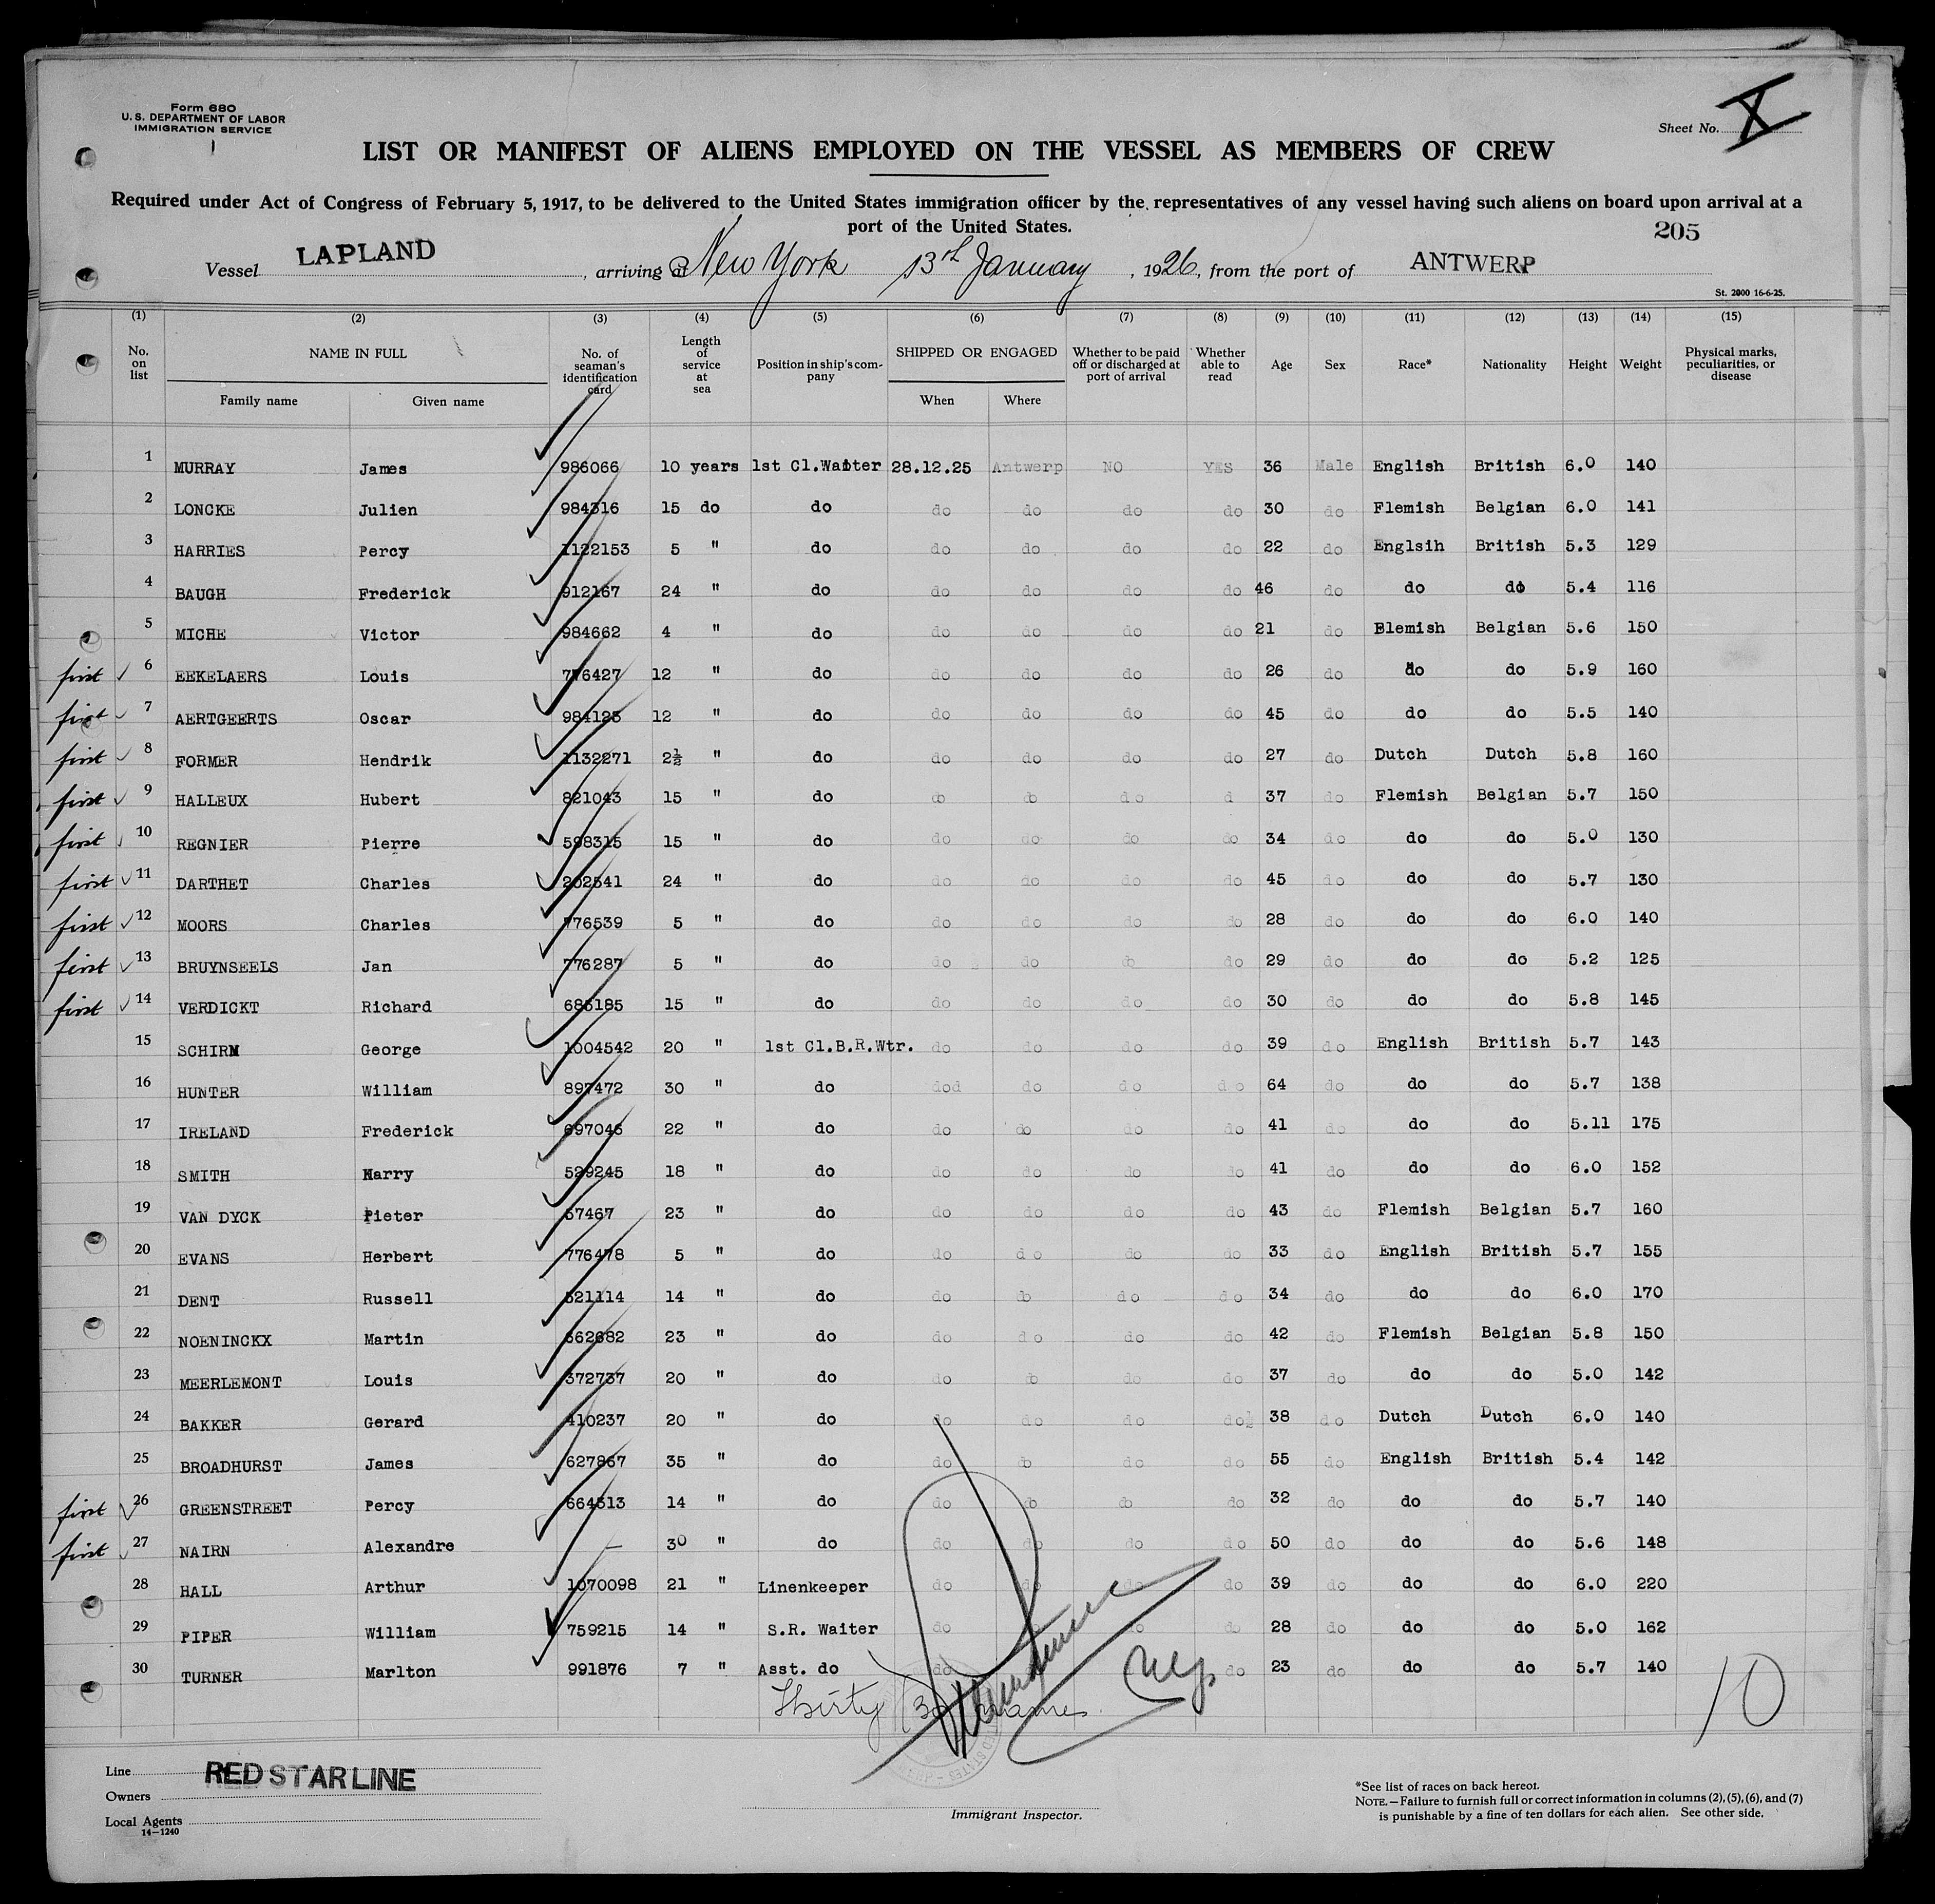 Form 680
U. S. DEPARTMENT OF LABOR
IMMIGRATION SERVICE
Sheet No. X
LIST OR MANIFEST OF ALIENS EMPLOYED ON THE VESSEL AS MEMBERS OF CREW
Required under Act of Congress of February 5, 1917, to be delivered to the United States immigration officer by the representatives of any vessel having such aliens on board upon arrival at a
port of the United States.
205
Vessel LAPLAND, arriving at New York 13th January, 1926, from the port of ANTWERP
St. 2000 16-6-25.
(1) (2) (3) (4) (5) (6) (7) (8) (9) (10) (11) (12) (13) (14) (15)
No. on list NAME IN FULL No. of seaman's identification card Length of service at sea Position in ship's company SHIPPED OR ENGAGED Whether to be paid off or discharged at port of arrival Whether able to read Age Sex Race* Nationality Height Weight Physical marks, peculiarities, or disease
Family name Given name When Where
1 MURRAY James 986066 10 years 1st Cl.Waiter 28.12.25 Antwerp NO YES 36 Male English British 6.0 140
2 LONCKE Julien 984316 15 do do do do do do 30 do Flemish Belgian 6.0 141
3 HARRIES Percy 1122153 5 " do do do do do 22 do Englsih British 5.3 129
4 BAUGH Frederick 912167 24 " do do do do do 46 do do do 5.4 116
5 MICHE Victor 984662 4 " do do do do do 21 do Blemish Belgian 5.6 150
first 6 EEKELAERS Louis 776427 12 " do do do do do 26 do do do 5.9 160
first 7 AERTGEERTS Oscar 984123 12 " do do do do do 45 do do do 5.5 140
first 8 FORMER Hendrik 1132271 2½ " do do do do do 27 do Dutch Dutch 5.8 160
first 9 HALLEUX Hubert 821043 15 " do do do do d 37 do Flemish Belgian 5.7 150
first 10 REGNIER Pierre 598315 15 " do do do do do 34 do do do 5.0 130
first 11 DARTHET Charles 202541 24 " do do do do do 45 do do do 5.7 130
first 12 MOORS Charles 776539 5 " do do do do do 28 do do do 6.0 140
first 13 BRUYNSEELS Jan 776287 5 " do do do do do 29 do do do 5.2 125
first 14 VERDICKT Richard 685185 15 " do do do do do 30 do do do 5.8 145
15 SCHIRM George 1004542 20 " 1st Cl.B.R.Wtr. do do do do 39 do English British 5.7 143
16 HUNTER William 897472 30 " do dod do do do 64 do do do 5.7 138
17 IRELAND Frederick 697046 22 " do do do do do 41 do do do 5.11 175
18 SMITH Harry 529245 18 " do do do do do 41 do do do 6.0 152
19 VAN DYCK Pieter 57467 23 " do do do do do 43 do Flemish Belgian 5.7 160
20 EVANS Herbert 776478 5 " do do do do do 33 do English British 5.7 155
21 DENT Russell 521114 14 " do do do do do 34 do do do 6.0 170
22 NOENINCKX Martin 562682 23 " do do do do do 42 do Flemish Belgian 5.8 150
23 MEERLEMONT Louis 372737 20 " do do do do do 37 do do do 5.0 142
24 BAKKER Gerard 410237 20 " do do do do do½ 38 do Dutch Dutch 6.0 140
25 BROADHURST James 627867 35 " do do do do do 55 do English British 5.4 142
first 26 GREENSTREET Percy 664513 14 " do do do do do 32 do do do 5.7 140
first 27 NAIRN Alexandre — 30 " do do do do do 50 do do do 5.6 148
28 HALL Arthur 1070098 21 " Linenkeeper do do do do 39 do do do 6.0 220
29 PIPER William 759215 14 " S.R. Waiter do do 28 do do do 5.0 162
30 TURNER Marlton 991876 7 " Asst. do do do 23 do do do 5.7 140
Thirty (30) names.
10
Line RED STAR LINE
Owners
Local Agents
14—1240
Immigrant Inspector.
*See list of races on back hereof.
NOTE.—Failure to furnish full or correct information in columns (2), (5), (6), and (7)
is punishable by a fine of ten dollars for each alien. See other side.